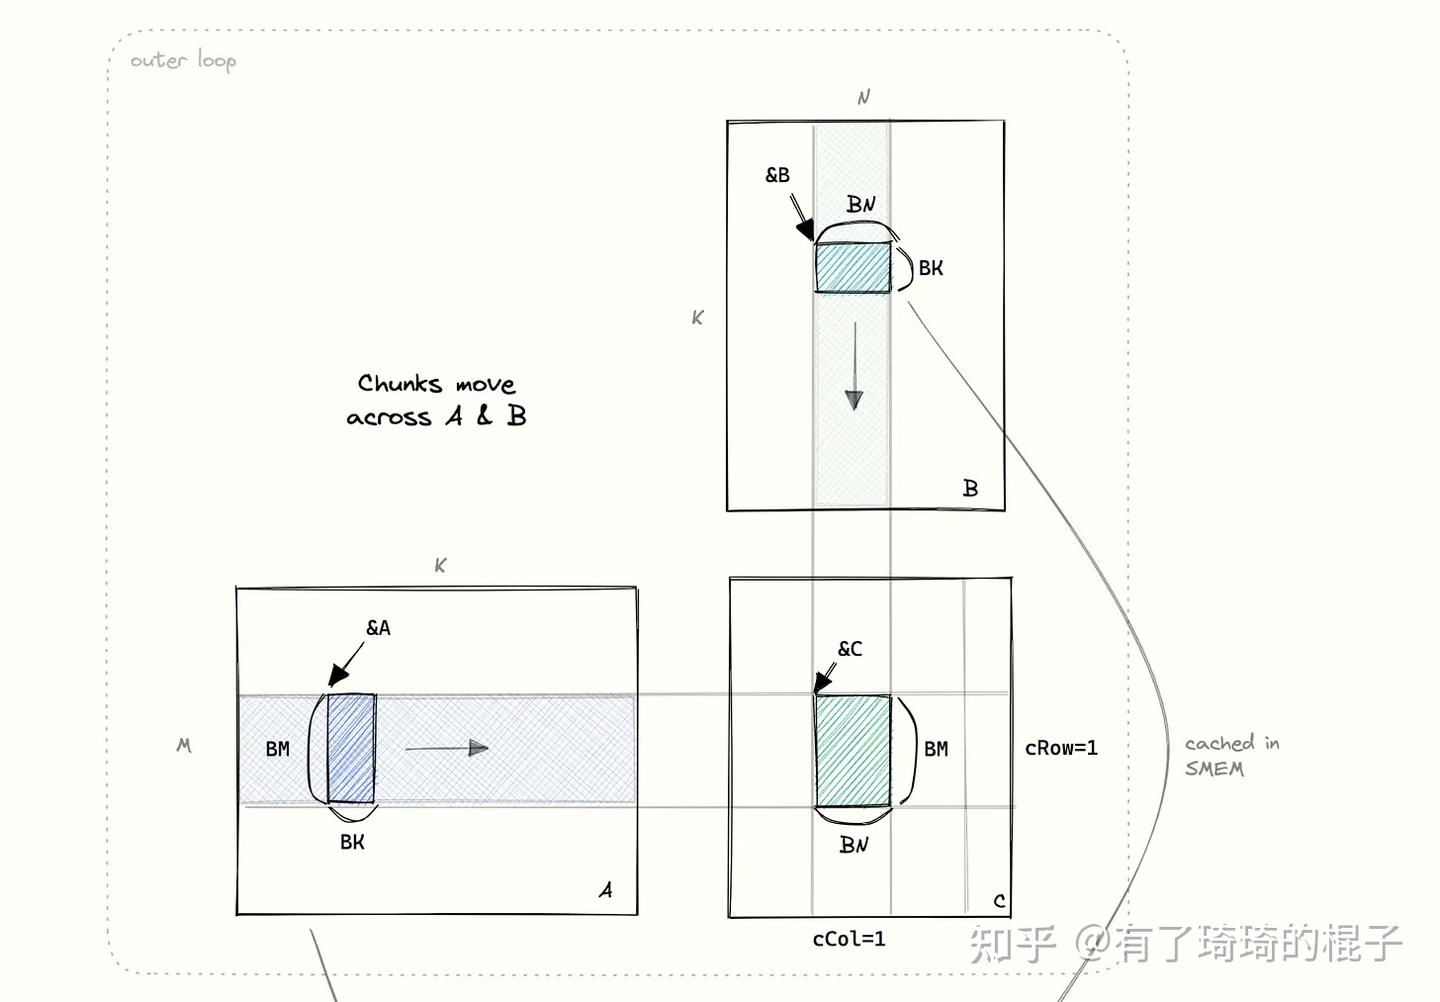 outer loop
N
&B
BN
BK
K
Chunks move
across A & B
B
K
&A
&C
M
BM
BM
cRow=1
cached in
SMEM
BK
BN
A
C
cCol=1
知乎 @有了琦琦的棍子